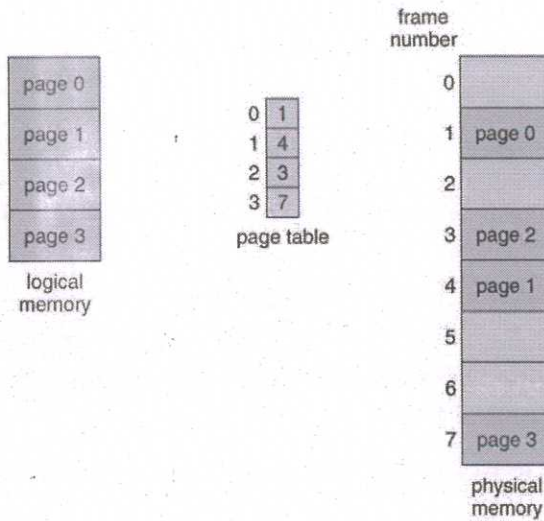 page 0
page 1
page 2
page 3
logical
memory
0 1
1 4
2 3
3 7
page table
frame
number
0
1 page 0
2
3 page 2
4 page 1
5
6
7 page 3
physical
memory